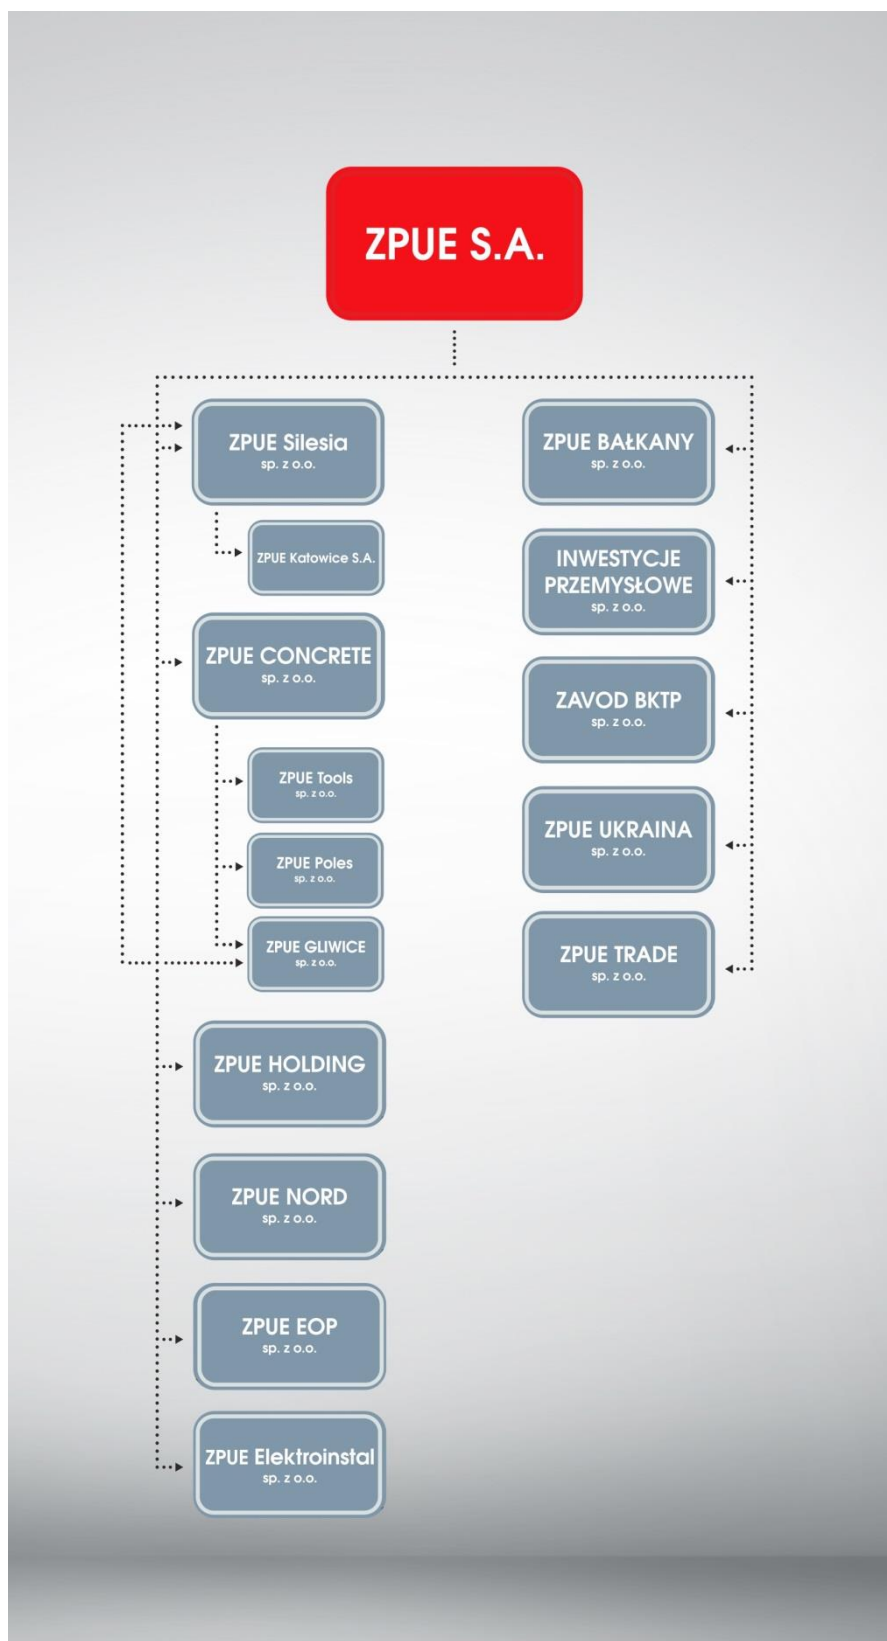 ZPUE S.A.
ZPUE Silesia
sp. z o.o.
ZPUE Katowice S.A.
ZPUE CONCRETE
sp. z o.o.
ZPUE Tools
sp. z o.o.
ZPUE Poles
sp. z o.o.
ZPUE GLIWICE
sp. z o.o.
ZPUE HOLDING
sp. z o.o.
ZPUE NORD
sp. z o.o.
ZPUE EOP
sp. z o.o.
ZPUE Elektroinstal
sp. z o.o.
ZPUE BAŁKANY
sp. z o.o.
INWESTYCJE
PRZEMYSŁOWE
sp. z o.o.
ZAVOD BKTP
sp. z o.o.
ZPUE UKRAINA
sp. z o.o.
ZPUE TRADE
sp. z o.o.